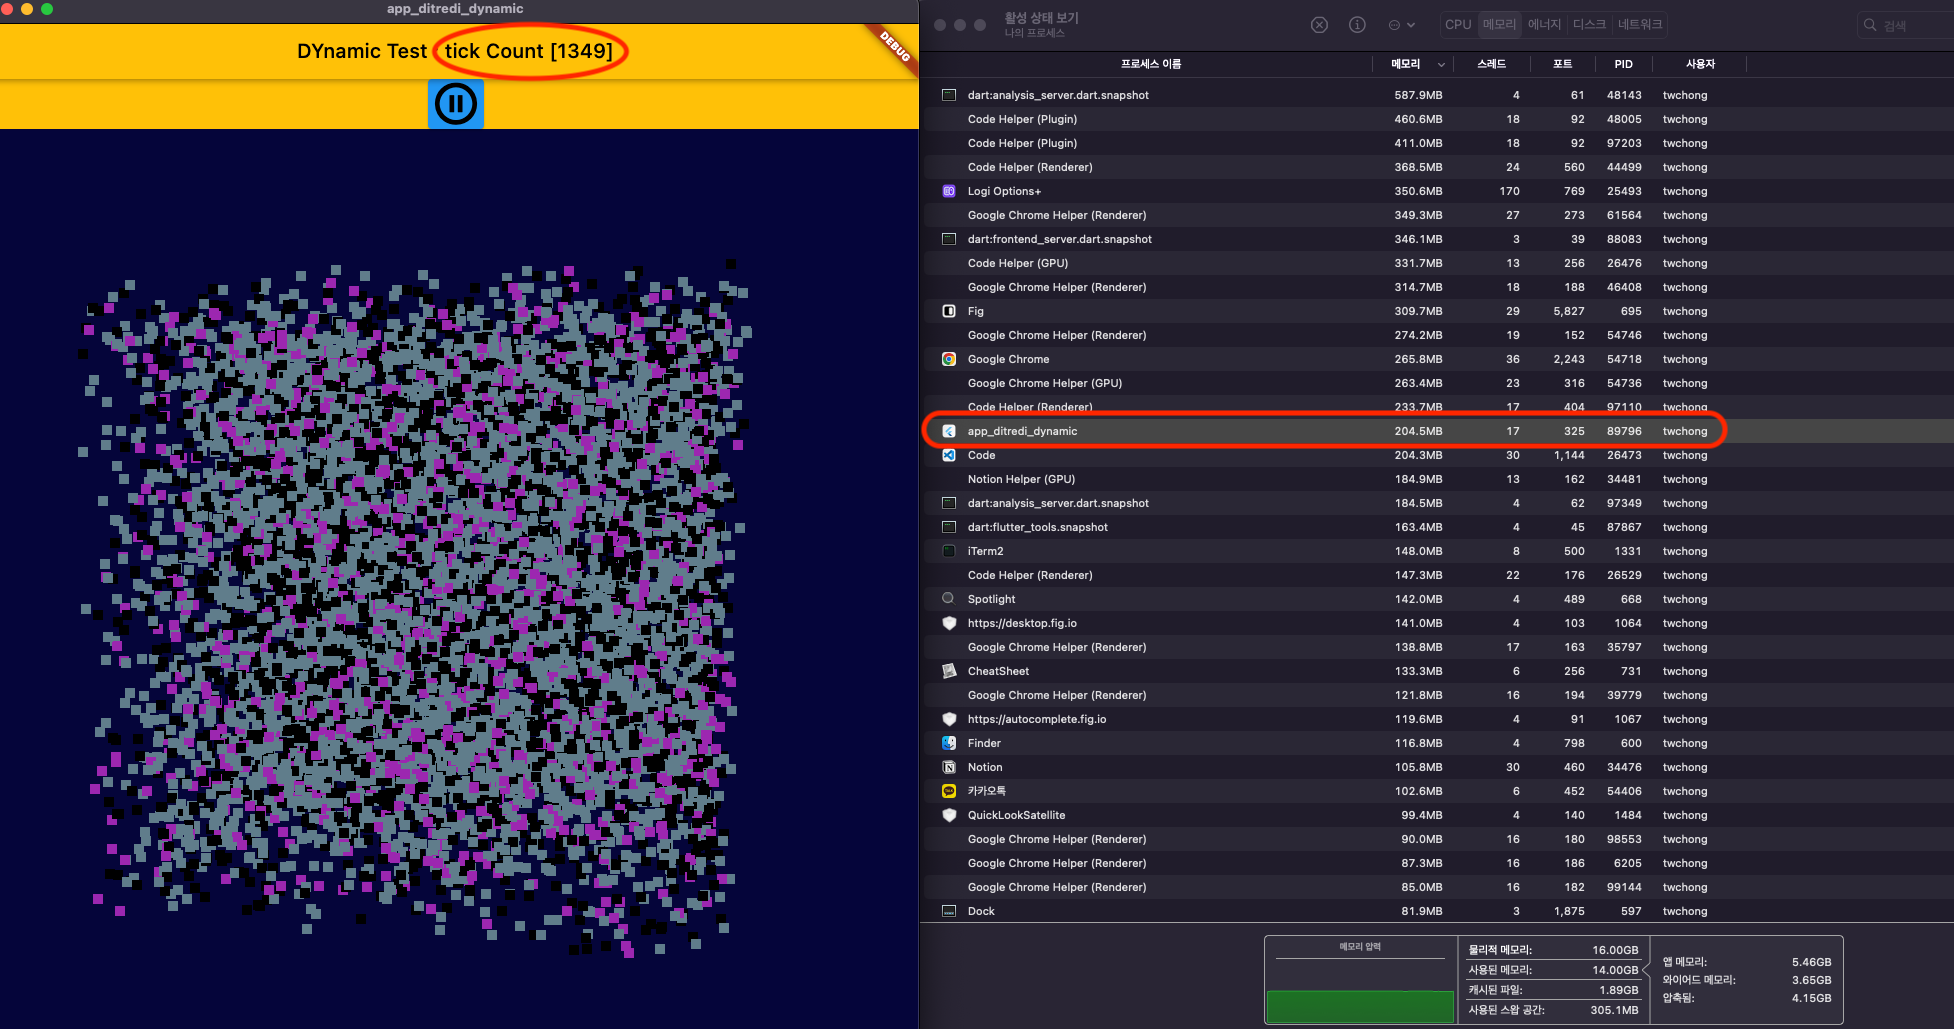 app_ditredi_dynamic
DYnamic Test tick Count [1349]
DEBUG
활성 상태 보기
나의 프로세스
CPU 메모리 에너지 디스크 네트워크
검색
프로세스 이름 메모리 스레드 포트 PID 사용자
dart:analysis_server.dart.snapshot 587.9MB 4 61 48143 twchong
Code Helper (Plugin) 460.6MB 18 92 48005 twchong
Code Helper (Plugin) 411.0MB 18 92 97203 twchong
Code Helper (Renderer) 368.5MB 24 560 44499 twchong
Logi Options+ 350.6MB 170 769 25493 twchong
Google Chrome Helper (Renderer) 349.3MB 27 273 61564 twchong
dart:frontend_server.dart.snapshot 346.1MB 3 39 88083 twchong
Code Helper (GPU) 331.7MB 13 256 26476 twchong
Google Chrome Helper (Renderer) 314.7MB 18 188 46408 twchong
Fig 309.7MB 29 5,827 695 twchong
Google Chrome Helper (Renderer) 274.2MB 19 152 54746 twchong
Google Chrome 265.8MB 36 2,243 54718 twchong
Google Chrome Helper (GPU) 263.4MB 23 316 54736 twchong
Code Helper (Renderer) 233.7MB 17 404 97110 twchong
app_ditredi_dynamic 204.5MB 17 325 89796 twchong
Code 204.3MB 30 1,144 26473 twchong
Notion Helper (GPU) 184.9MB 13 162 34481 twchong
dart:analysis_server.dart.snapshot 184.5MB 4 62 97349 twchong
dart:flutter_tools.snapshot 163.4MB 4 45 87867 twchong
iTerm2 148.0MB 8 500 1331 twchong
Code Helper (Renderer) 147.3MB 22 176 26529 twchong
Spotlight 142.0MB 4 489 668 twchong
https://desktop.fig.io 141.0MB 4 103 1064 twchong
Google Chrome Helper (Renderer) 138.8MB 17 163 35797 twchong
CheatSheet 133.3MB 6 256 731 twchong
Google Chrome Helper (Renderer) 121.8MB 16 194 39779 twchong
https://autocomplete.fig.io 119.6MB 4 91 1067 twchong
Finder 116.8MB 4 798 600 twchong
Notion 105.8MB 30 460 34476 twchong
카카오톡 102.6MB 6 452 54406 twchong
QuickLookSatellite 99.4MB 4 140 1484 twchong
Google Chrome Helper (Renderer) 90.0MB 16 180 98553 twchong
Google Chrome Helper (Renderer) 87.3MB 16 186 6205 twchong
Google Chrome Helper (Renderer) 85.0MB 16 182 99144 twchong
Dock 81.9MB 3 1,875 597 twchong
메모리 압력
물리적 메모리: 16.00GB
사용된 메모리: 14.00GB
캐시된 파일: 1.89GB
사용된 스왑 공간: 305.1MB
앱 메모리: 5.46GB
와이어드 메모리: 3.65GB
압축됨: 4.15GB